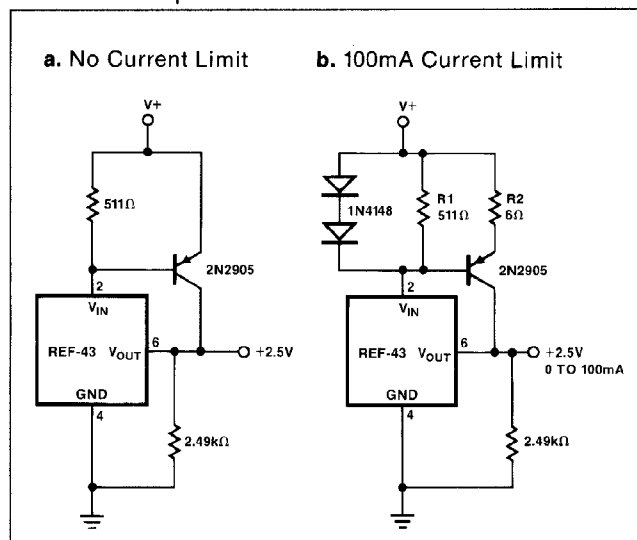 a. No Current Limit
V+
511Ω
2N2905
2
VIN
REF-43
VOUT
6
+2.5V
GND
4
2.49kΩ
b. 100mA Current Limit
V+
1N4148
R1
511Ω
R2
6Ω
2N2905
2
VIN
REF-43
VOUT
6
+2.5V
0 TO 100mA
GND
4
2.49kΩ